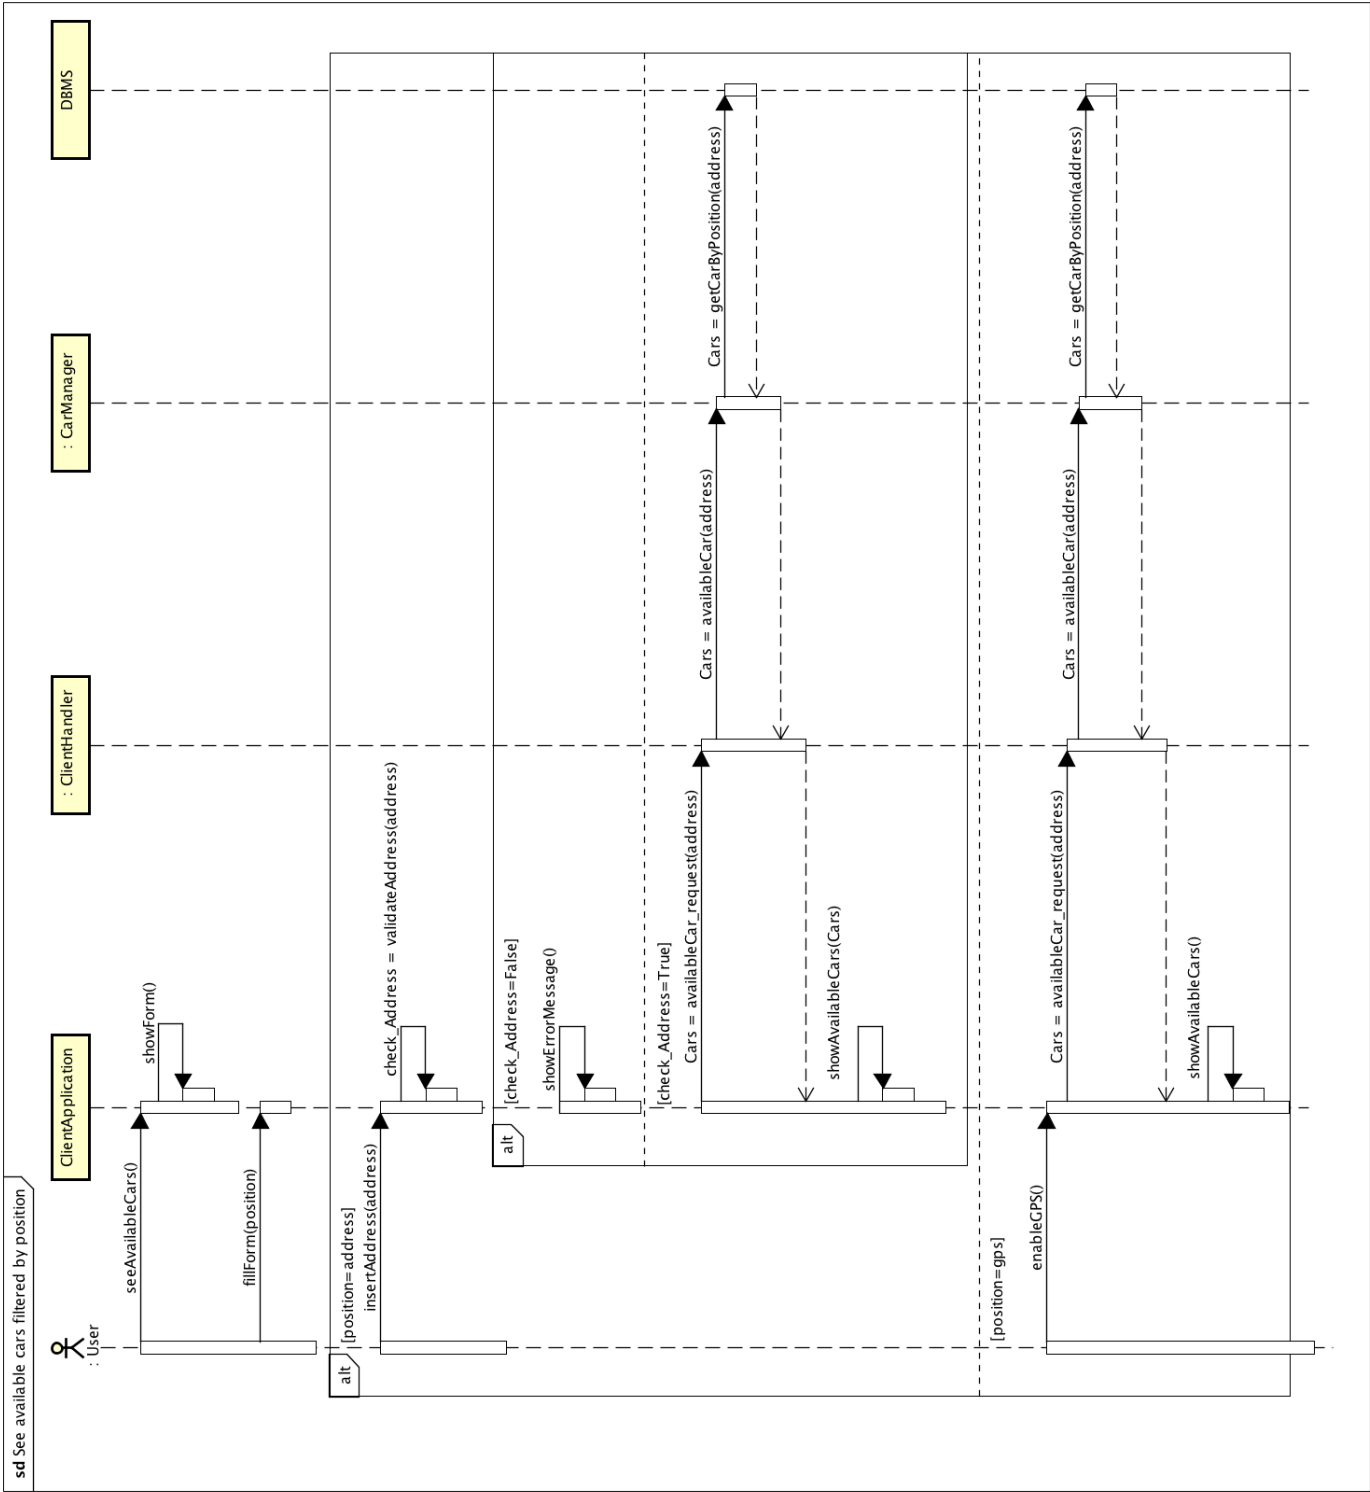 sd See available cars filtered by position
: User
ClientApplication
: ClientHandler
: CarManager
DBMS
seeAvailableCars()
showForm()
fillForm(position)
alt
[position=address]
insertAddress(address)
check_Address = validateAddress(address)
alt
[check_Address=False]
showErrorMessage()
[check_Address=True]
Cars = availableCar_request(address)
Cars = availableCar(address)
Cars = getCarByPosition(address)
showAvailableCars(Cars)
[position=gps]
enableGPS()
Cars = availableCar_request(address)
Cars = availableCar(address)
Cars = getCarByPosition(address)
showAvailableCars()